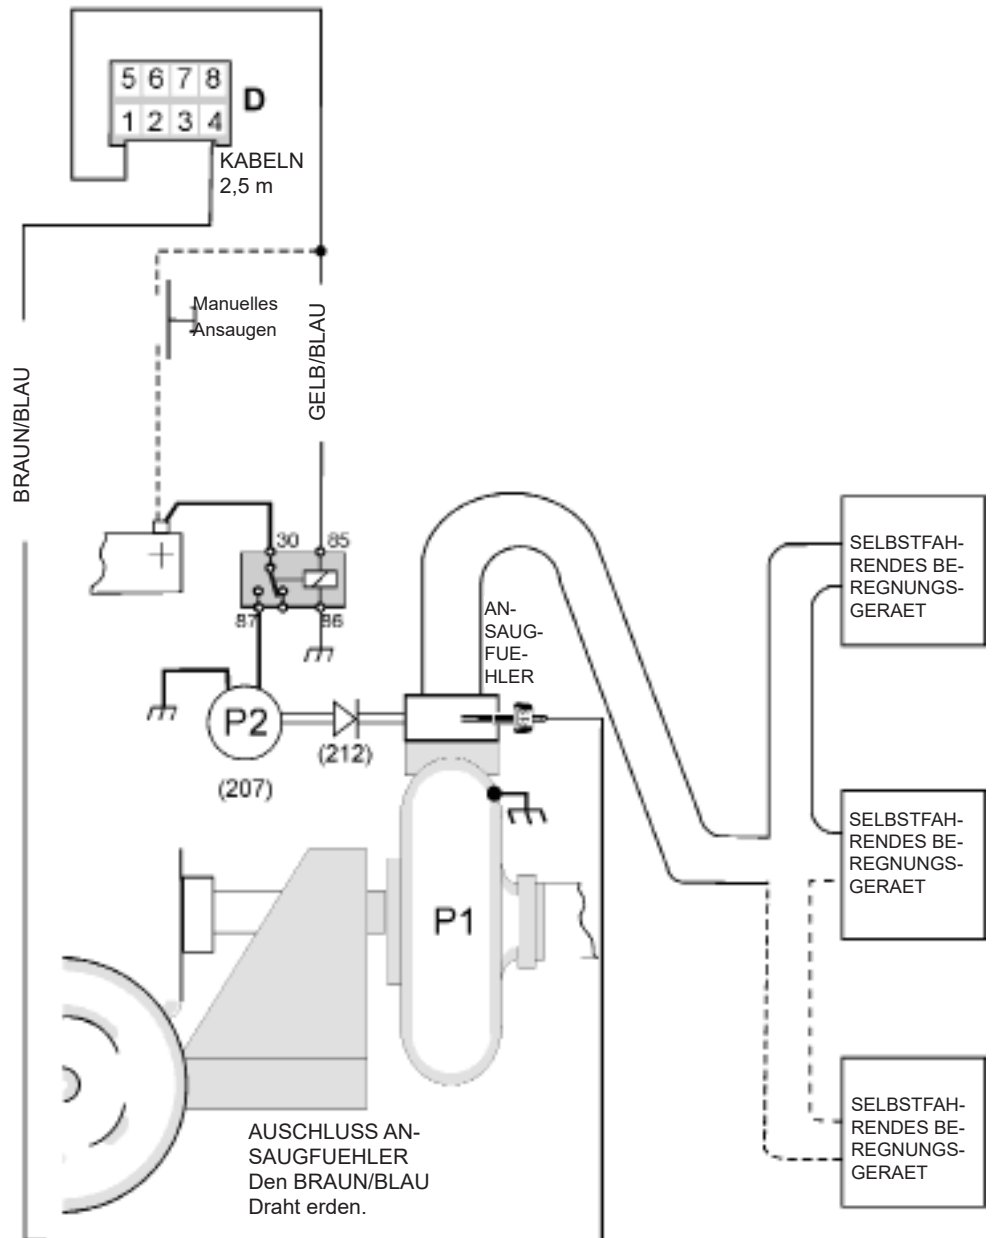 5 6 7 8
D
1 2 3 4
KABELN
2,5 m
Manuelles
Ansaugen
GELB/BLAU
BRAUN/BLAU
30 85
+
87 86
AN-
SAUG-
FUE-
HLER
P2
(212)
(207)
P1
SELBSTFAH-
RENDES BE-
REGNUNGS-
GERAET
SELBSTFAH-
RENDES BE-
REGNUNGS-
GERAET
SELBSTFAH-
RENDES BE-
REGNUNGS-
GERAET
AUSCHLUSS AN-
SAUGFUEHLER
Den BRAUN/BLAU
Draht erden.